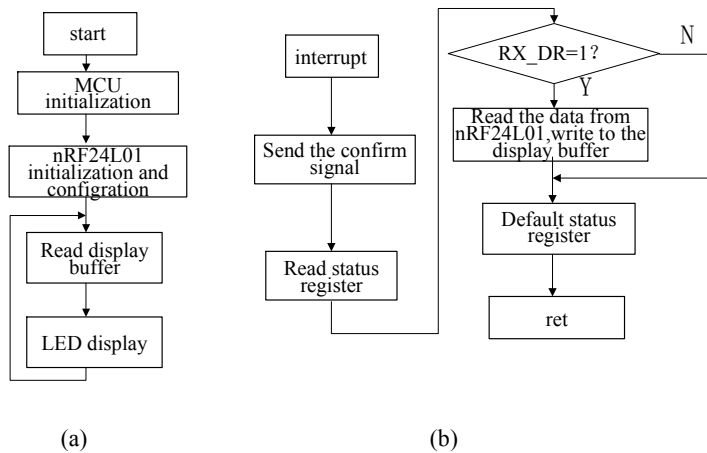 start
MCU
initialization
nRF24L01
initialization and
configration
Read display
buffer
LED display
(a)
interrupt
Send the confirm
signal
Read status
register
RX_DR=1?
N
Y
Read the data from
nRF24L01,write to the
display buffer
Default status
register
ret
(b)